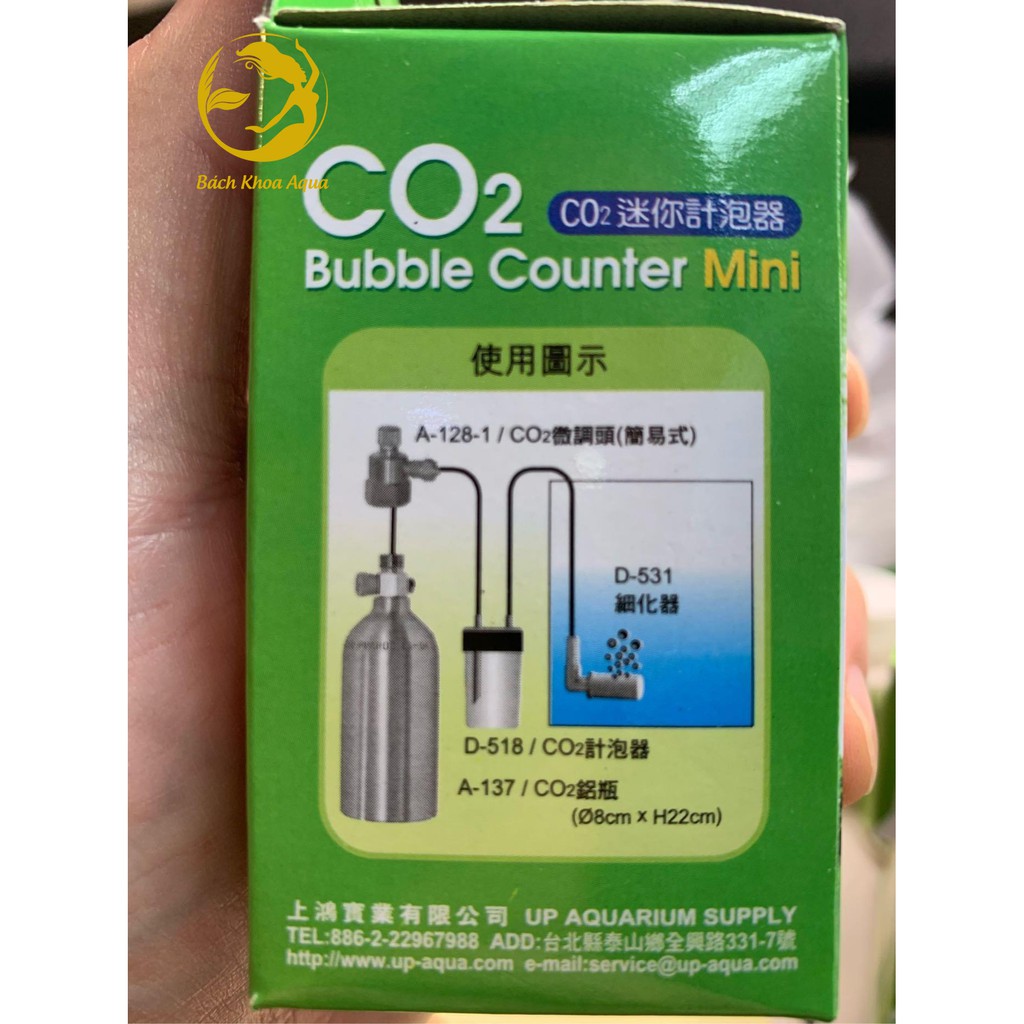 Bách Khoa Aqua
CO2
CO2 迷你計泡器
Bubble Counter Mini
使用圖示
A-128-1 / CO2微調頭(簡易式)
D-531
細化器
D-518 / CO2計泡器
A-137 / CO2鋁瓶
(Ø8cm x H22cm)
上鴻實業有限公司 UP AQUARIUM SUPPLY
TEL:886-2-22967988 ADD:台北縣泰山鄉全興路331-7號
http://www.up-aqua.com e-mail:service@up-aqua.com